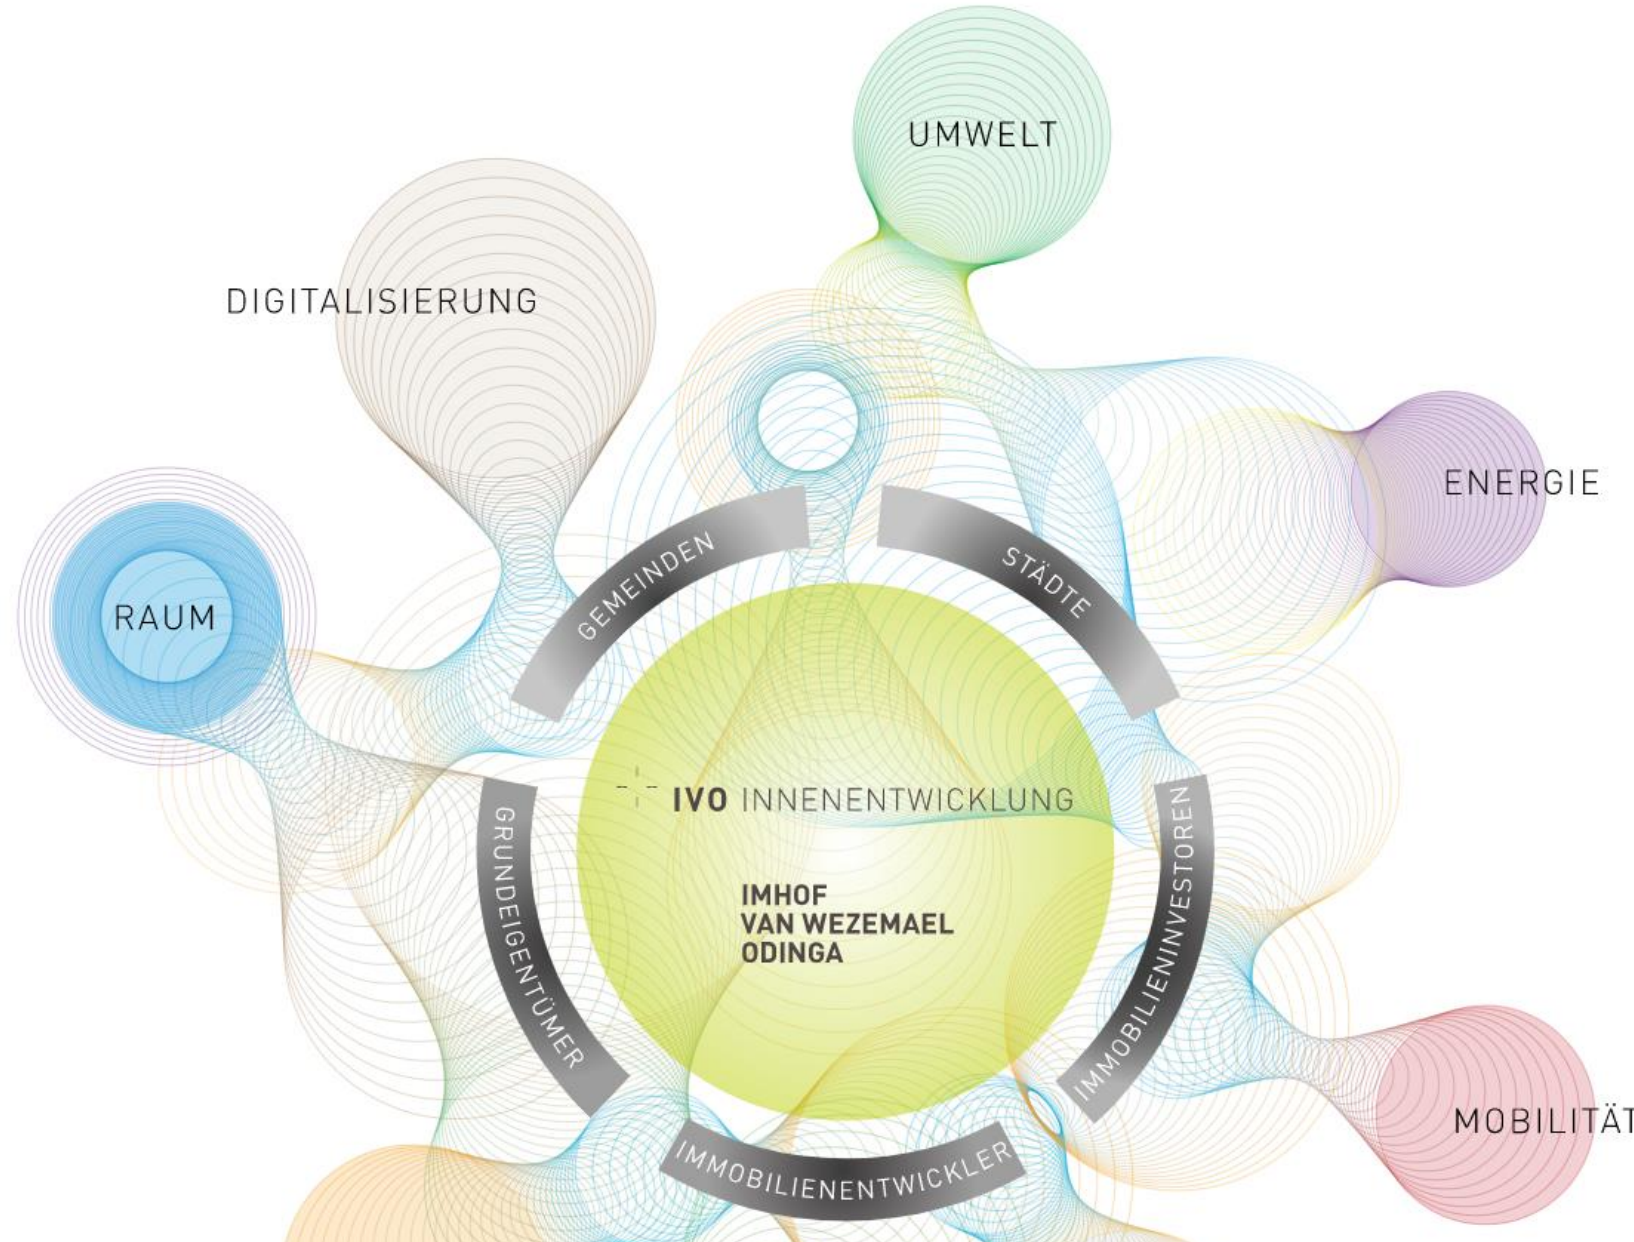 UMWELT
DIGITALISIERUNG
ENERGIE
GEMEINDEN
STÄDTE
RAUM
IVO INNENENTWICKLUNG
GRUNDEIGENTÜMER
IMMOBILIENINVESTOREN
IMHOF
VAN WEZEMAEL
ODINGA
MOBILITÄT
IMMOBILIENENTWICKLER